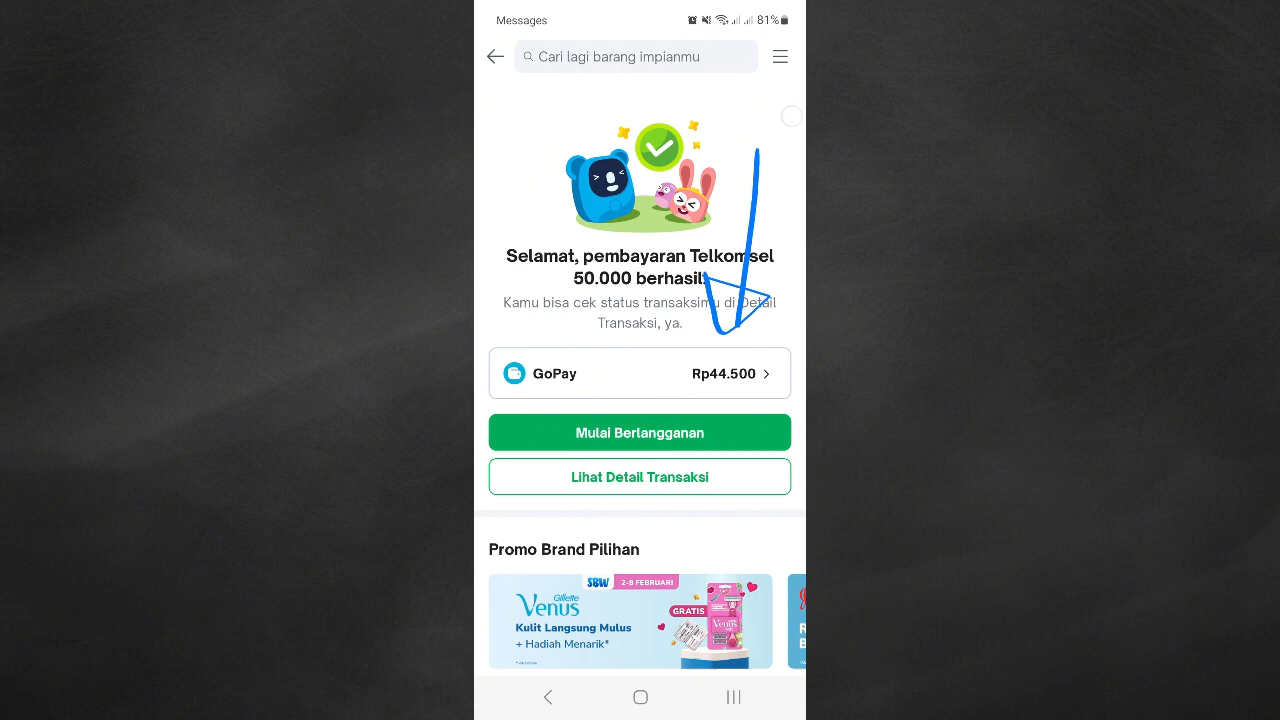 Messages
81%
Cari lagi barang impianmu
Selamat, pembayaran Telkomsel
50.000 berhasil!
Kamu bisa cek status transaksimu di Detail
Transaksi, ya.
GoPay
Rp44.500
Mulai Berlangganan
Lihat Detail Transaksi
Promo Brand Pilihan
SBW 2-8 FEBRUARI
Gillette
Venus
GRATIS
Kulit Langsung Mulus
+ Hadiah Menarik*
Venus